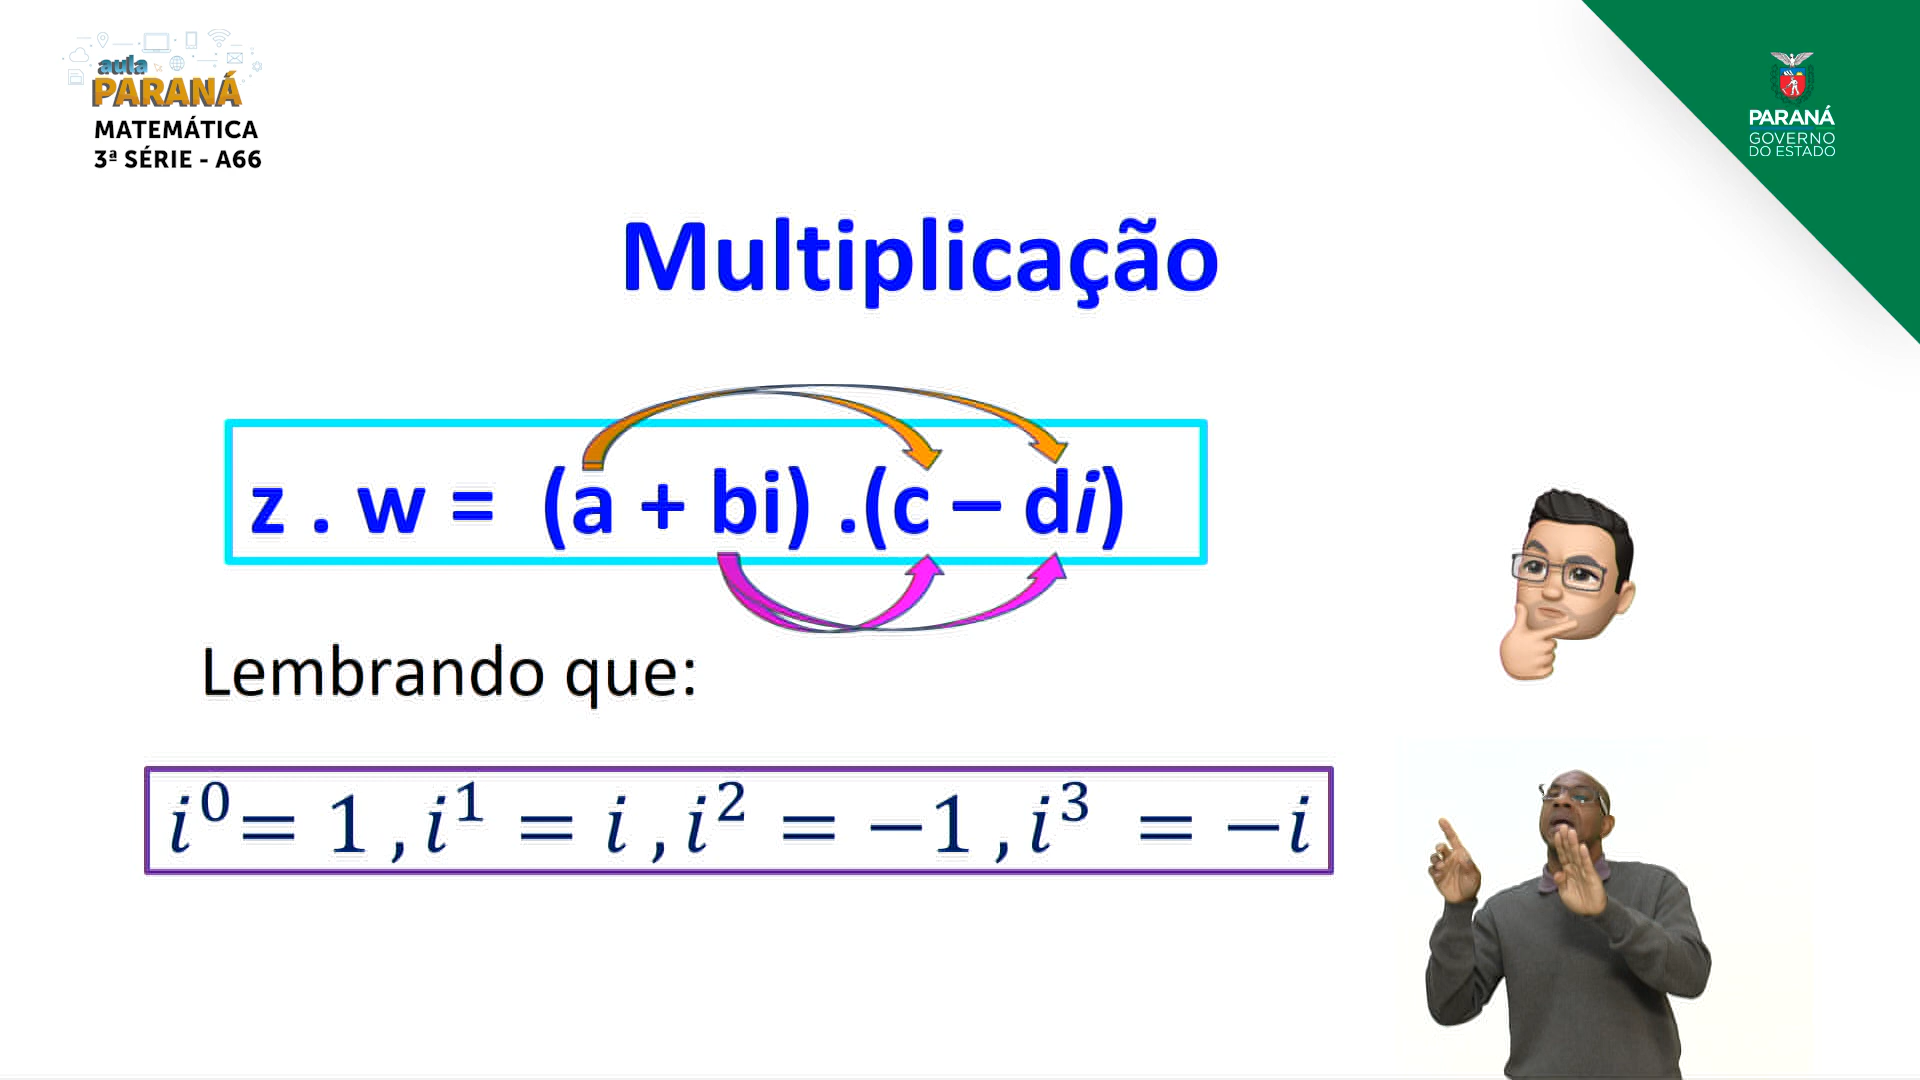 aula
PARANÁ
MATEMÁTICA
3ª SÉRIE - A66
PARANÁ
GOVERNO
DO ESTADO
Multiplicação
z . w = (a + bi) .(c – di)
Lembrando que:
i⁰= 1 , i¹ = i , i² = −1 , i³ = −i